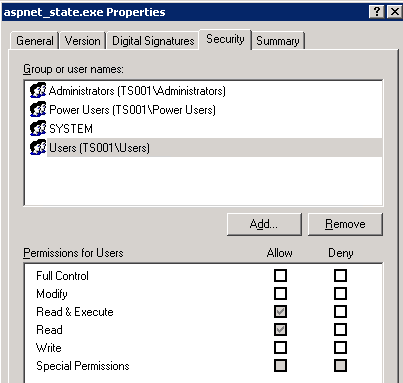 aspnet_state.exe Properties
General Version Digital Signatures Security Summary
Group or user names:
Administrators (TS001\Administrators)
Power Users (TS001\Power Users)
SYSTEM
Users (TS001\Users)
Add... Remove
Permissions for Users Allow Deny
Full Control
Modify
Read & Execute
Read
Write
Special Permissions